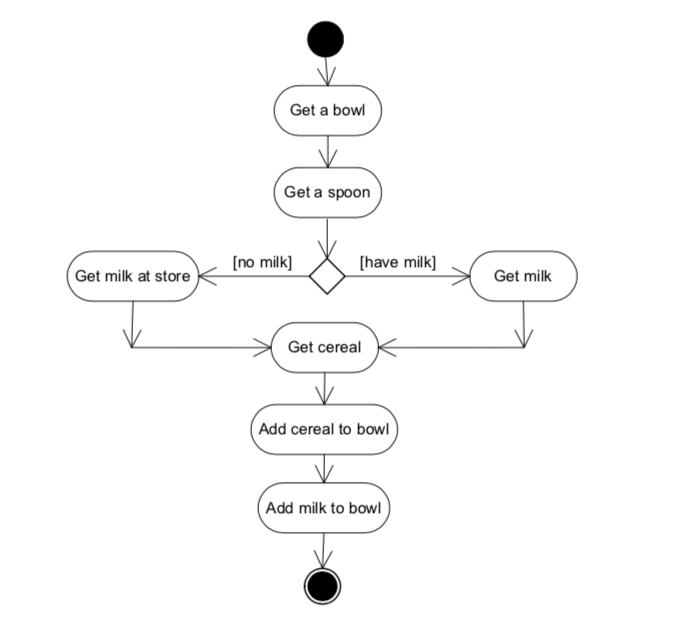 Get a bowl
Get a spoon
[no milk]
[have milk]
Get milk at store
Get milk
Get cereal
Add cereal to bowl
Add milk to bowl